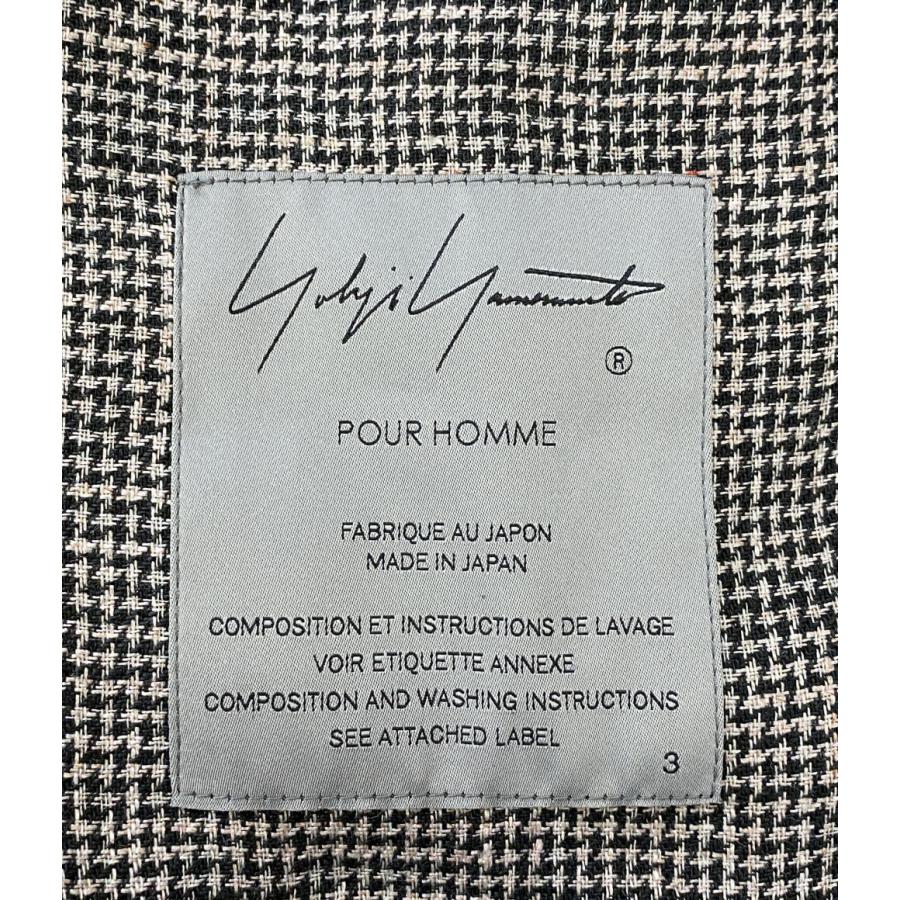 Yohji Yamamoto
®
POUR HOMME
FABRIQUE AU JAPON
MADE IN JAPAN
COMPOSITION ET INSTRUCTIONS DE LAVAGE
VOIR ETIQUETTE ANNEXE
COMPOSITION AND WASHING INSTRUCTIONS
SEE ATTACHED LABEL
3